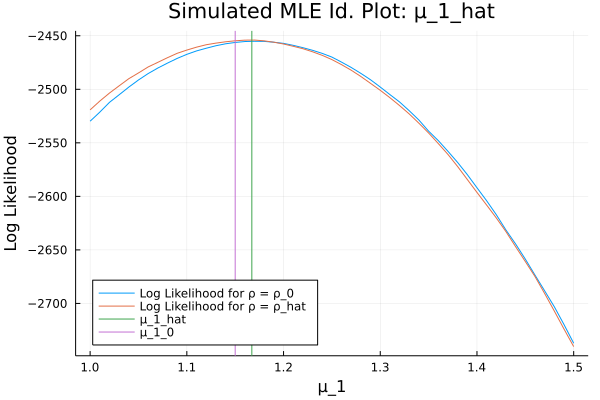 Simulated MLE Id. Plot: μ_1_hat
Log Likelihood
−2450
−2500
−2550
−2600
−2650
−2700
Log Likelihood for ρ = ρ_0
Log Likelihood for ρ = ρ_hat
μ_1_hat
μ_1_0
1.0 1.1 1.2 1.3 1.4 1.5
μ_1